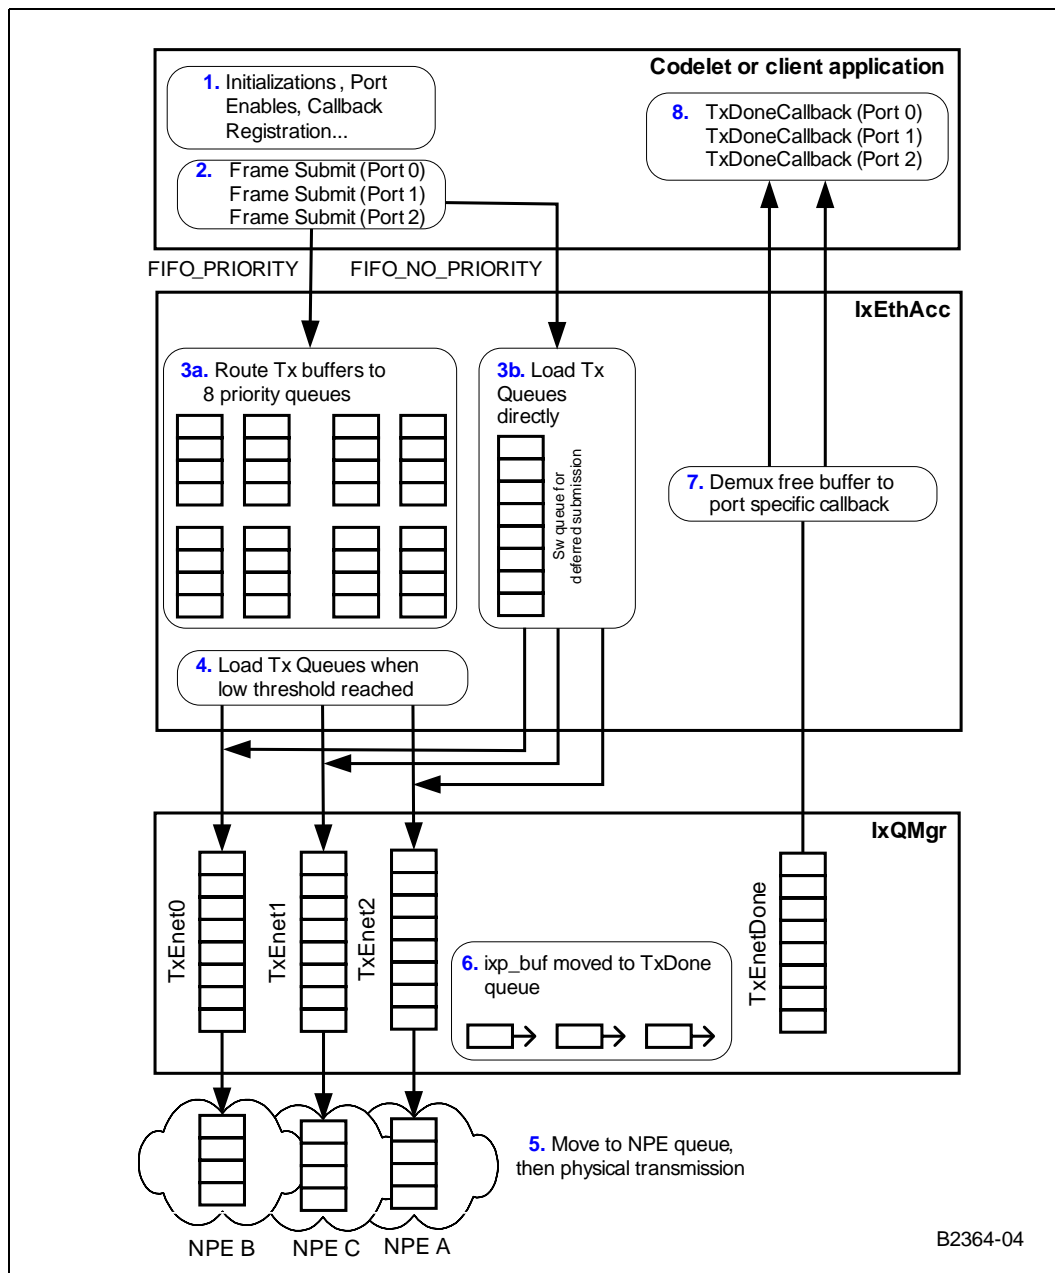 Codelet or client application
1. Initializations , Port
Enables, Callback
Registration...
2. Frame Submit (Port 0)
Frame Submit (Port 1)
Frame Submit (Port 2)
8. TxDoneCallback (Port 0)
TxDoneCallback (Port 1)
TxDoneCallback (Port 2)
FIFO_PRIORITY
FIFO_NO_PRIORITY
IxEthAcc
3a. Route Tx buffers to
8 priority queues
3b. Load Tx
Queues
directly
Sw queue for
deferred submission
7. Demux free buffer to
port specific callback
4. Load Tx Queues when
low threshold reached
IxQMgr
TxEnet0
TxEnet1
TxEnet2
6. ixp_buf moved to TxDone
queue
TxEnetDone
5. Move to NPE queue,
then physical transmission
NPE B
NPE C
NPE A
B2364-04